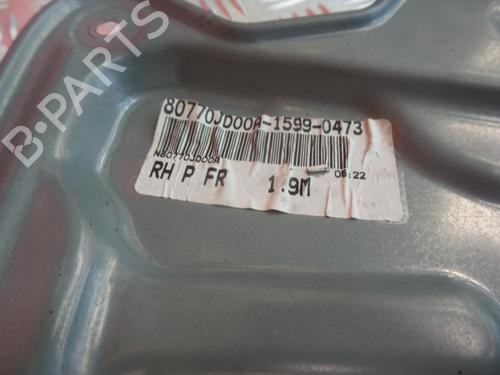 B-PARTS
80770JD00A-1599-0473
N80770JD00A
06:22
RH P FR 1.9M